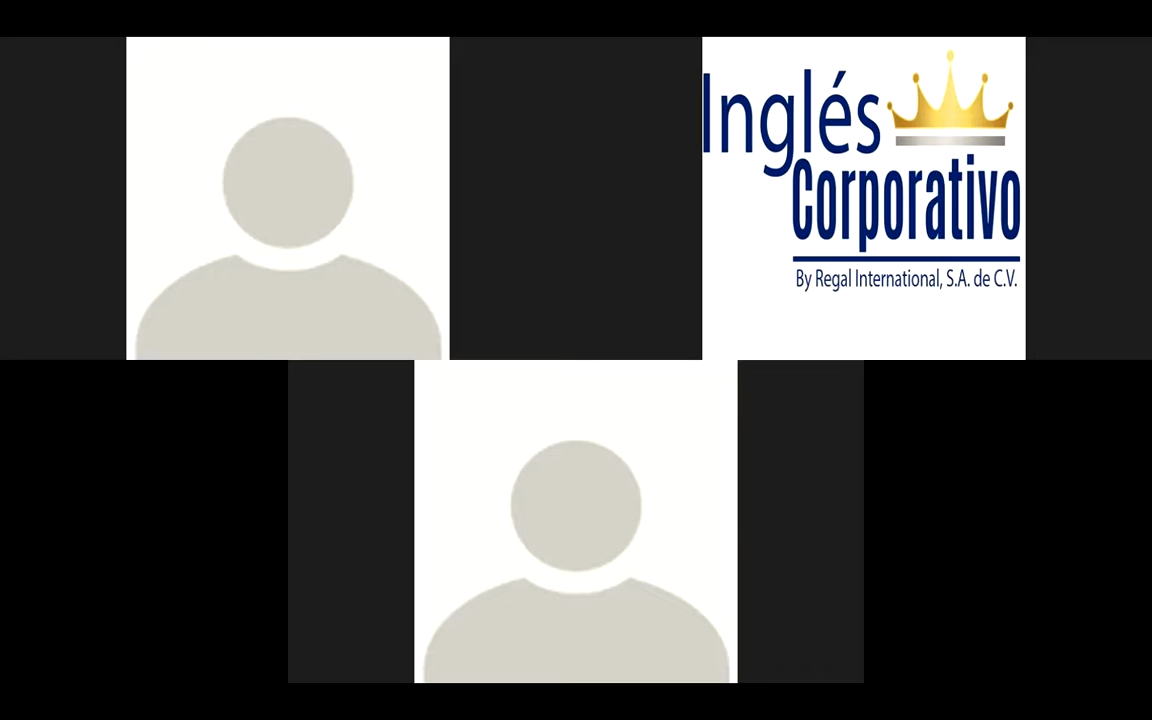 Inglés
Corporativo
By Regal International, S.A. de C.V.